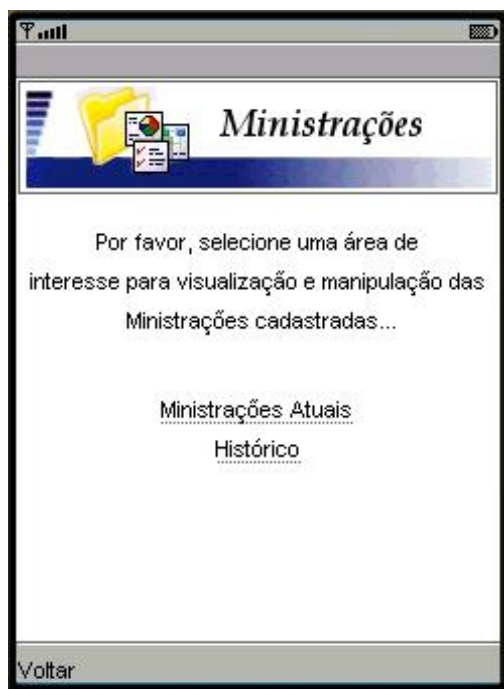 Ministrações
Por favor, selecione uma área de
interesse para visualização e manipulação das
Ministrações cadastradas...
Ministrações Atuais
Histórico
Voltar